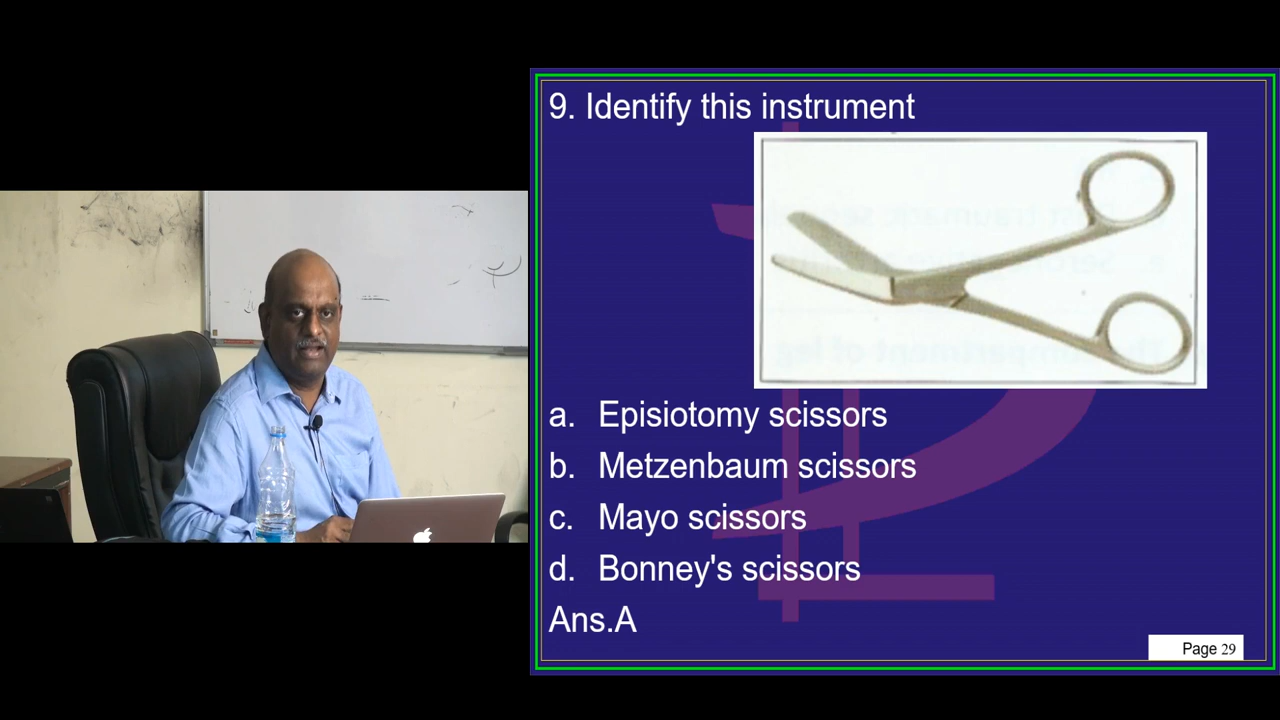 9. Identify this instrument
a. Episiotomy scissors
b. Metzenbaum scissors
c. Mayo scissors
d. Bonney's scissors
Ans.A
Page 29